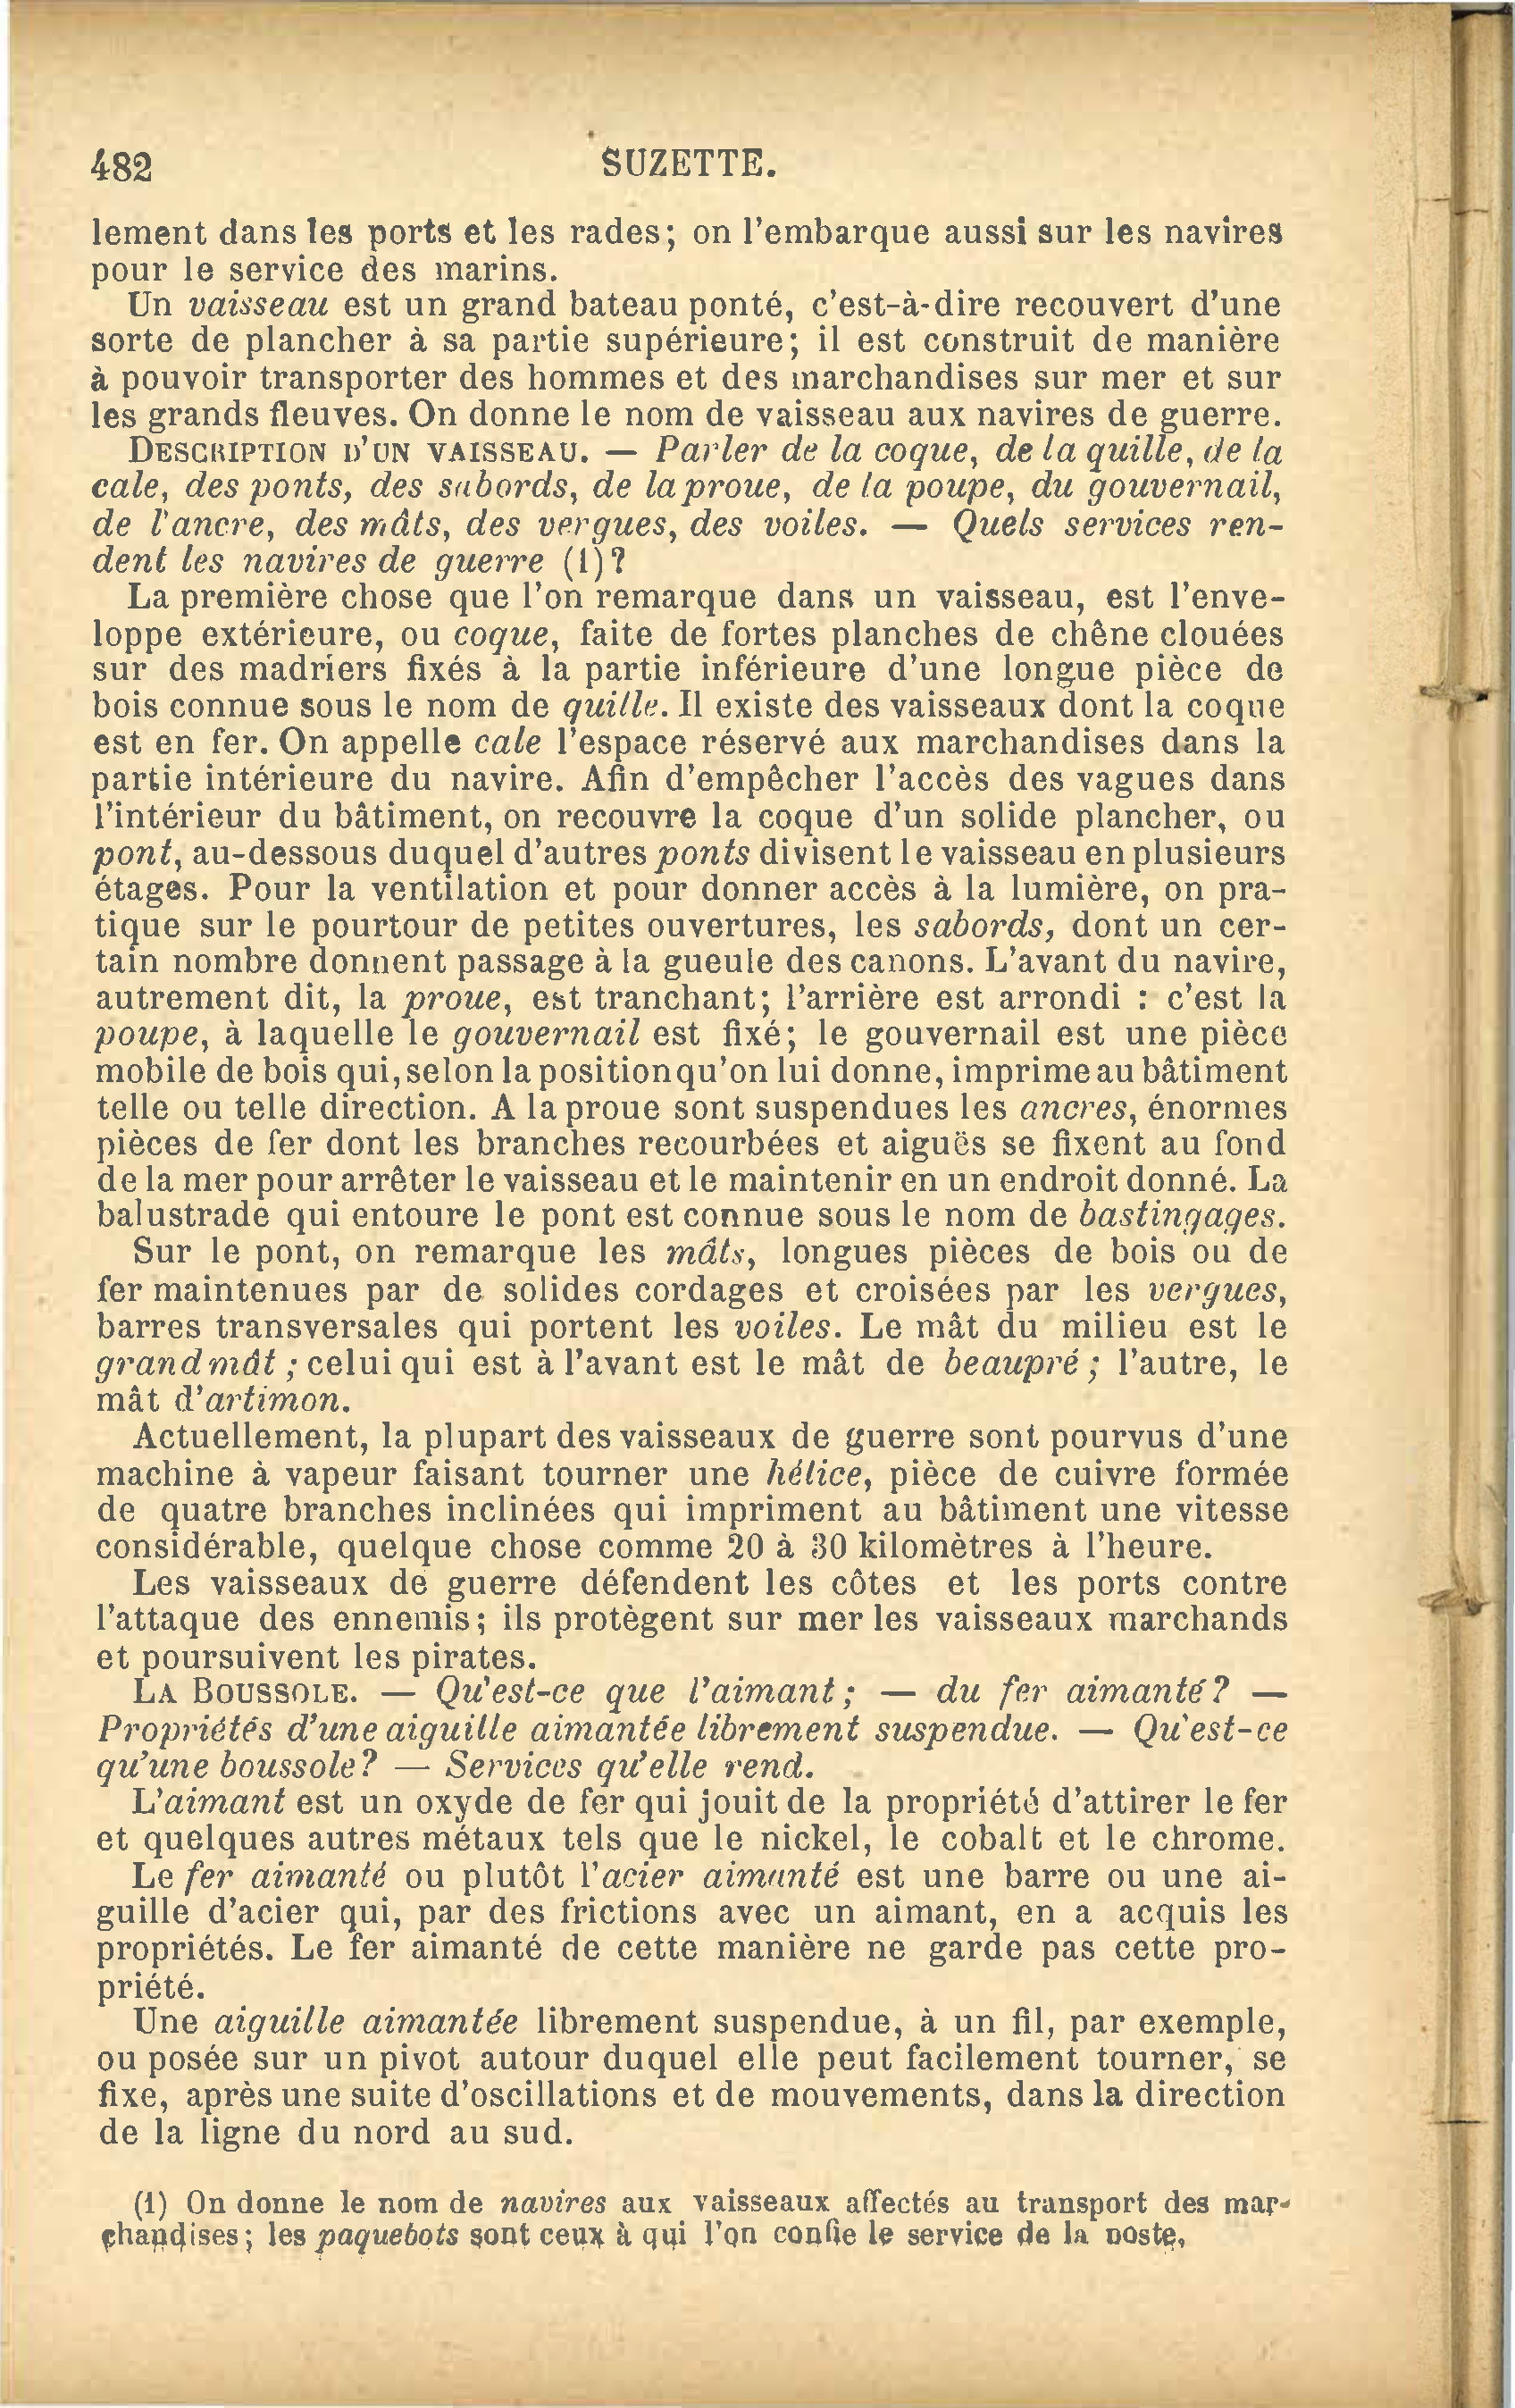 482 SUZETTE.
lement dans les ports et les rades; on l'embarque aussi sur les navires
pour le service des marins.
Un vaisseau est un grand bateau ponté, c'est-à-dire recouvert d'une
sorte de plancher à sa partie supérieure; il est construit de manière
à pouvoir transporter des hommes et des marchandises sur mer et sur
les grands fleuves. On donne le nom de vaisseau aux navires de guerre.
DESCRIPTION D'UN VAISSEAU. — Parler de la coque, de la quille, de la
cale, des ponts, des sabords, de la proue, de la poupe, du gouvernail,
de l'ancre, des mâts, des vergues, des voiles. — Quels services ren-
dent les navires de guerre (1)?
La première chose que l'on remarque dans un vaisseau, est l'enve-
loppe extérieure, ou coque, faite de fortes planches de chêne clouées
sur des madriers fixés à la partie inférieure d'une longue pièce de
bois connue sous le nom de quille. Il existe des vaisseaux dont la coque
est en fer. On appelle cale l'espace réservé aux marchandises dans la
partie intérieure du navire. Afin d'empêcher l'accès des vagues dans
l'intérieur du bâtiment, on recouvre la coque d'un solide plancher, ou
pont, au-dessous duquel d'autres ponts divisent le vaisseau en plusieurs
étages. Pour la ventilation et pour donner accès à la lumière, on pra-
tique sur le pourtour de petites ouvertures, les sabords, dont un cer-
tain nombre donnent passage à la gueule des canons. L'avant du navire,
autrement dit, la proue, est tranchant; l'arrière est arrondi : c'est la
poupe, à laquelle le gouvernail est fixé; le gouvernail est une pièce
mobile de bois qui, selon la position qu'on lui donne, imprime au bâtiment
telle ou telle direction. A la proue sont suspendues les ancres, énormes
pièces de fer dont les branches recourbées et aiguës se fixent au fond
de la mer pour arrêter le vaisseau et le maintenir en un endroit donné. La
balustrade qui entoure le pont est connue sous le nom de bastingages.
Sur le pont, on remarque les mâts, longues pièces de bois ou de
fer maintenues par de solides cordages et croisées par les vergues,
barres transversales qui portent les voiles. Le mât du milieu est le
grand mât ; celui qui est à l'avant est le mât de beaupré ; l'autre, le
mât d'artimon.
Actuellement, la plupart des vaisseaux de guerre sont pourvus d'une
machine à vapeur faisant tourner une hélice, pièce de cuivre formée
de quatre branches inclinées qui impriment au bâtiment une vitesse
considérable, quelque chose comme 20 à 30 kilomètres à l'heure.
Les vaisseaux de guerre défendent les côtes et les ports contre
l'attaque des ennemis; ils protègent sur mer les vaisseaux marchands
et poursuivent les pirates.
LA BOUSSOLE. — Qu'est-ce que l'aimant ; — du fer aimanté ? —
Propriétés d'une aiguille aimantée librement suspendue. — Qu'est-ce
qu'une boussole ? — Services qu'elle rend.
L'aimant est un oxyde de fer qui jouit de la propriété d'attirer le fer
et quelques autres métaux tels que le nickel, le cobalt et le chrome.
Le fer aimanté ou plutôt l'acier aimanté est une barre ou une ai-
guille d'acier qui, par des frictions avec un aimant, en a acquis les
propriétés. Le fer aimanté de cette manière ne garde pas cette pro-
priété.
Une aiguille aimantée librement suspendue, à un fil, par exemple,
ou posée sur un pivot autour duquel elle peut facilement tourner, se
fixe, après une suite d'oscillations et de mouvements, dans la direction
de la ligne du nord au sud.
(1) On donne le nom de navires aux vaisseaux affectés au transport des mar-
chandises ; les paquebots sont ceux à qui l'on confie le service de la poste,